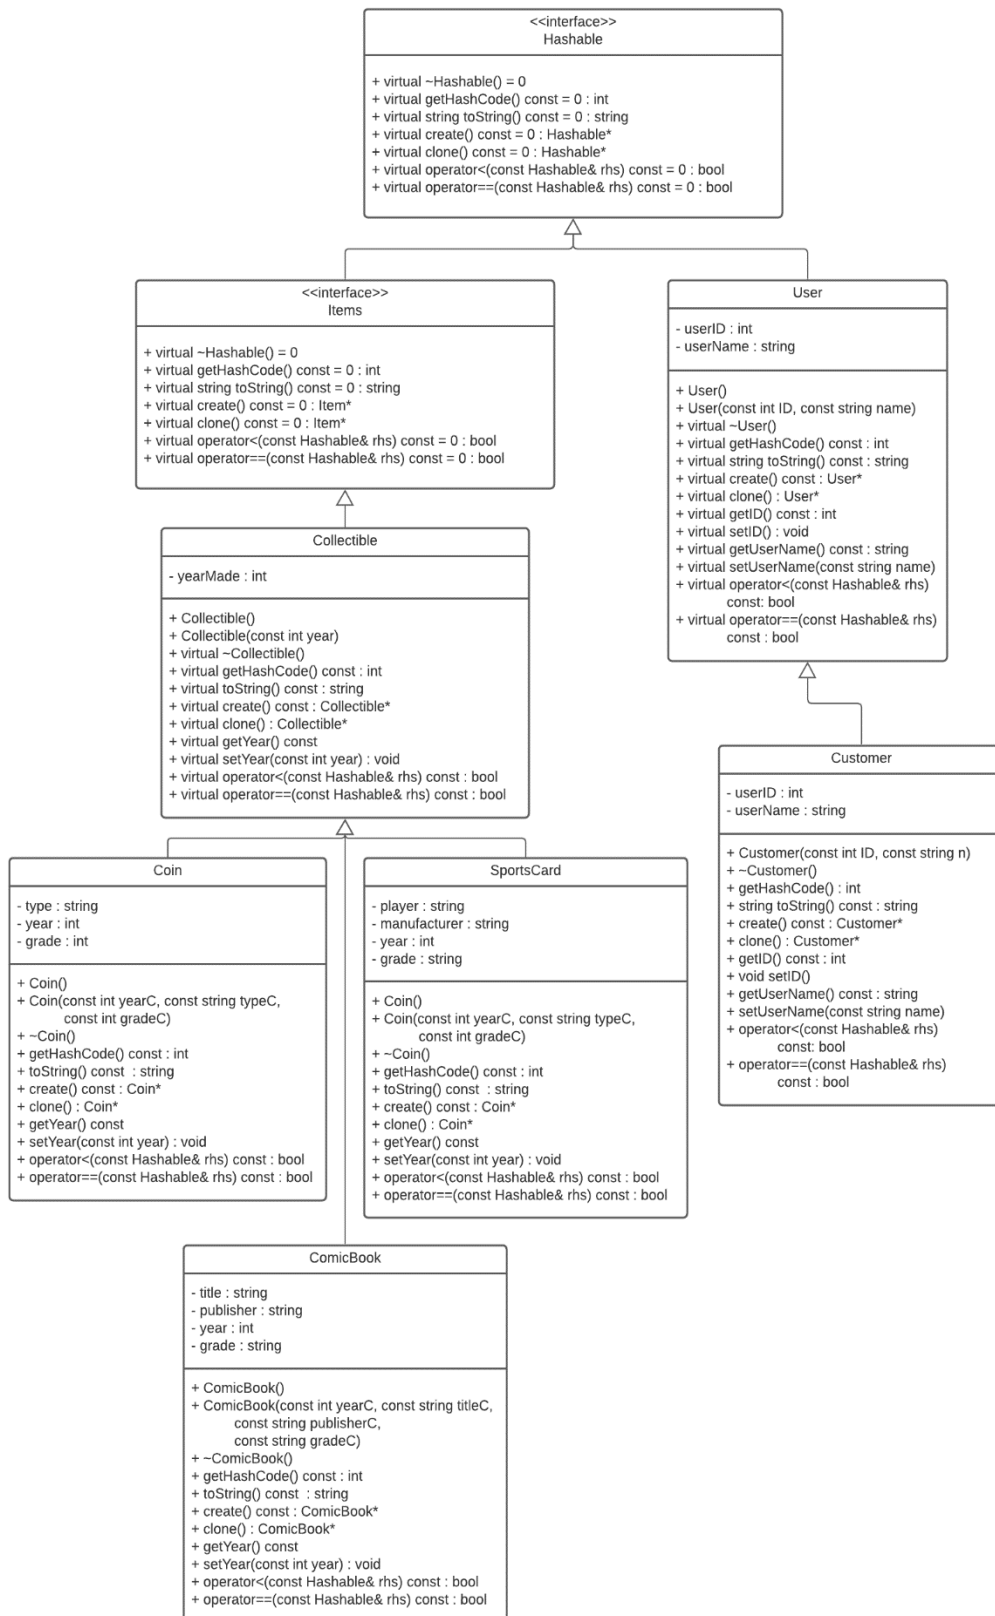 <<interface>>
Hashable
+ virtual ~Hashable() = 0
+ virtual getHashCode() const = 0 : int
+ virtual string toString() const = 0 : string
+ virtual create() const = 0 : Hashable*
+ virtual clone() const = 0 : Hashable*
+ virtual operator<(const Hashable& rhs) const = 0 : bool
+ virtual operator==(const Hashable& rhs) const = 0 : bool
<<interface>>
Items
+ virtual ~Hashable() = 0
+ virtual getHashCode() const = 0 : int
+ virtual string toString() const = 0 : string
+ virtual create() const = 0 : Item*
+ virtual clone() const = 0 : Item*
+ virtual operator<(const Hashable& rhs) const = 0 : bool
+ virtual operator==(const Hashable& rhs) const = 0 : bool
User
- userID : int
- userName : string
+ User()
+ User(const int ID, const string name)
+ virtual ~User()
+ virtual getHashCode() const : int
+ virtual string toString() const : string
+ virtual create() const : User*
+ virtual clone() : User*
+ virtual getID() const : int
+ virtual setID() : void
+ virtual getUserName() const : string
+ virtual setUserName(const string name)
+ virtual operator<(const Hashable& rhs)
const: bool
+ virtual operator==(const Hashable& rhs)
const : bool
Collectible
- yearMade : int
+ Collectible()
+ Collectible(const int year)
+ virtual ~Collectible()
+ virtual getHashCode() const : int
+ virtual toString() const : string
+ virtual create() const : Collectible*
+ virtual clone() : Collectible*
+ virtual getYear() const
+ virtual setYear(const int year) : void
+ virtual operator<(const Hashable& rhs) const : bool
+ virtual operator==(const Hashable& rhs) const : bool
Customer
- userID : int
- userName : string
+ Customer(const int ID, const string n)
+ ~Customer()
+ getHashCode() : int
+ string toString() const : string
+ create() const : Customer*
+ clone() : Customer*
+ getID() const : int
+ void setID()
+ getUserName() const : string
+ setUserName(const string name)
+ operator<(const Hashable& rhs)
const: bool
+ operator==(const Hashable& rhs)
const : bool
Coin
- type : string
- year : int
- grade : int
+ Coin()
+ Coin(const int yearC, const string typeC,
const int gradeC)
+ ~Coin()
+ getHashCode() const : int
+ toString() const : string
+ create() const : Coin*
+ clone() : Coin*
+ getYear() const
+ setYear(const int year) : void
+ operator<(const Hashable& rhs) const : bool
+ operator==(const Hashable& rhs) const : bool
SportsCard
- player : string
- manufacturer : string
- year : int
- grade : string
+ Coin()
+ Coin(const int yearC, const string typeC,
const int gradeC)
+ ~Coin()
+ getHashCode() const : int
+ toString() const : string
+ create() const : Coin*
+ clone() : Coin*
+ getYear() const
+ setYear(const int year) : void
+ operator<(const Hashable& rhs) const : bool
+ operator==(const Hashable& rhs) const : bool
ComicBook
- title : string
- publisher : string
- year : int
- grade : string
+ ComicBook()
+ ComicBook(const int yearC, const string titleC,
const string publisherC,
const string gradeC)
+ ~ComicBook()
+ getHashCode() const : int
+ toString() const : string
+ create() const : ComicBook*
+ clone() : ComicBook*
+ getYear() const
+ setYear(const int year) : void
+ operator<(const Hashable& rhs) const : bool
+ operator==(const Hashable& rhs) const : bool